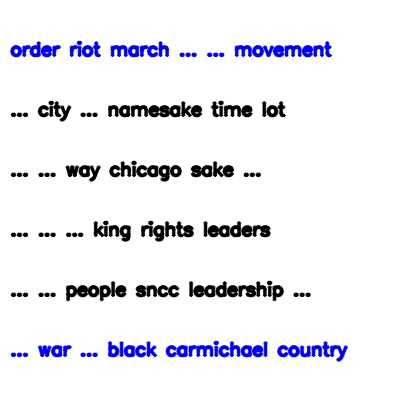 order riot march ... ... movement
... city ... namesake time lot
... ... way chicago sake ...
... ... ... king rights leaders
... ... people sncc leadership ...
... war ... black carmichael country